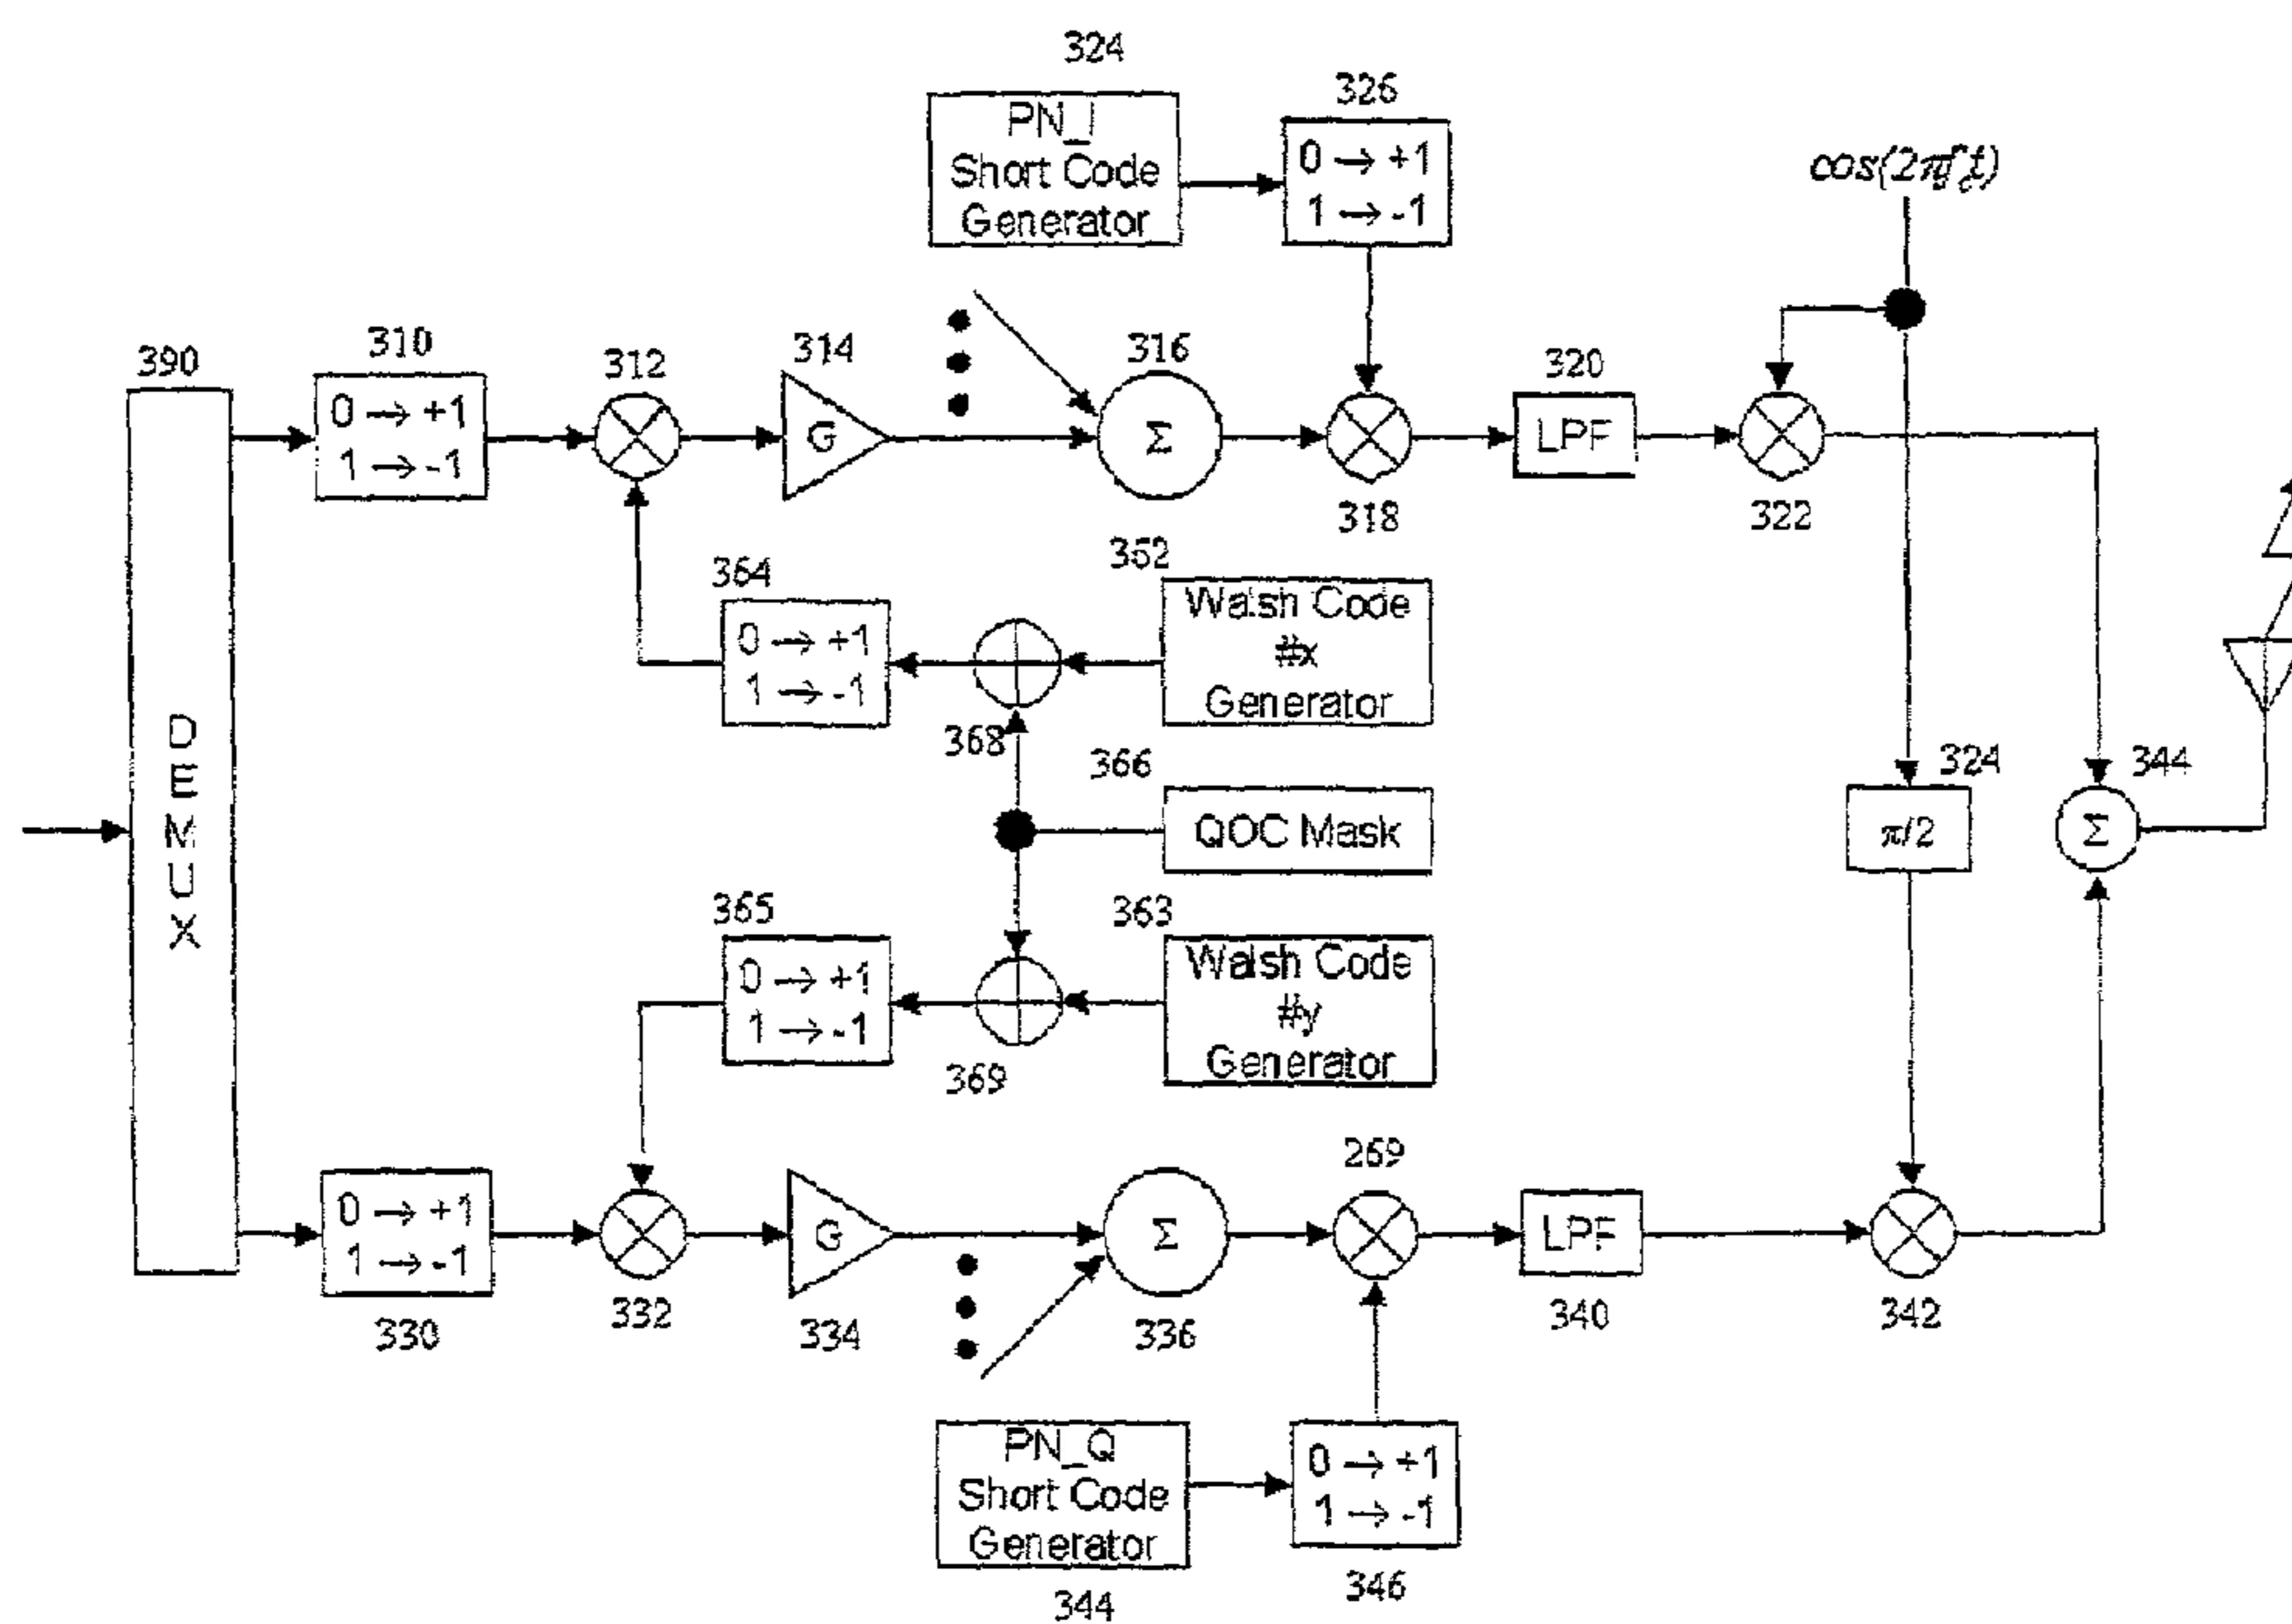 324
PN_I
Short Code
Generator
326
0 → +1
1 → -1
cos(2πf_c t)
390
DEMUX
310
0 → +1
1 → -1
312
314
G
316
Σ
318
320
LPF
322
364
0 → +1
1 → -1
368
362
Walsh Code
#x
Generator
366
QOC Mask
324
π/2
344
Σ
365
0 → +1
1 → -1
369
363
Walsh Code
#y
Generator
330
0 → +1
1 → -1
332
334
G
336
Σ
269
340
LPF
342
PN_Q
Short Code
Generator
344
0 → +1
1 → -1
346